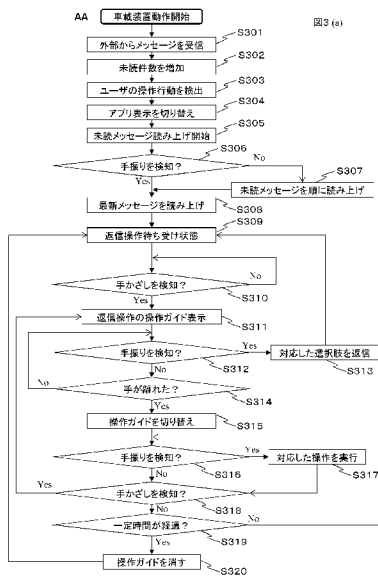 AA
車載装置動作開始
図3 (a)
外部からメッセージを受信
S301
未読件数を増加
S302
ユーザの操作行動を検出
S303
アプリ表示を切り替え
S304
未読メッセージ読み上げ開始
S305
手振りを検知?
S306
No
Yes
未読メッセージを順に読み上げ
S307
最新メッセージを読み上げ
S308
返信操作待ち受け状態
S309
手かざしを検知?
No
S310
Yes
返信操作の操作ガイド表示
S311
手振りを検知?
Yes
S312
対応した選択肢を返信
S313
No
手が離れた?
No
S314
Yes
操作ガイドを切り替え
S315
手振りを検知?
Yes
S316
対応した操作を実行
S317
No
手かざしを検知?
Yes
S318
No
一定時間が経過?
No
S319
Yes
操作ガイドを消す
S320